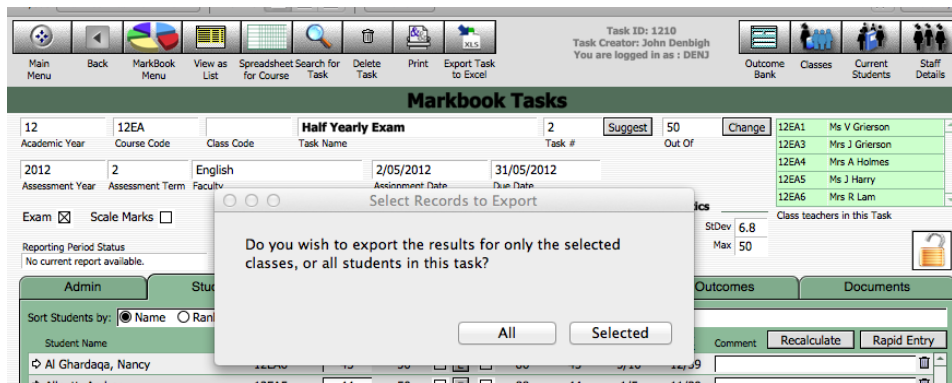 Task ID: 1210
Task Creator: John Denbigh
You are logged in as : DENJ
XLS
Main Menu
Back
MarkBook Menu
View as List
Spreadsheet for Course
Search for Task
Delete Task
Print
Export Task to Excel
Outcome Bank
Classes
Current Students
Staff Details
Markbook Tasks
12 12EA Half Yearly Exam 2 Suggest 50 Change
Academic Year Course Code Class Code Task Name Task # Out Of
12EA1 Ms V Grierson
12EA3 Mrs J Grierson
12EA4 Mrs A Holmes
12EA5 Ms J Harry
12EA6 Mrs R Lam
Class teachers in this Task
2012 2 English 2/05/2012 31/05/2012
Assessment Year Assessment Term Faculty Assignment Date Due Date
Select Records to Export
Do you wish to export the results for only the selected
classes, or all students in this task?
All Selected
Exam Scale Marks
StDev 6.8
Max 50
Reporting Period Status
No current report available.
Admin Outcomes Documents
Sort Students by: Name
Student Name Comment Recalculate Rapid Entry
Al Ghardaqa, Nancy